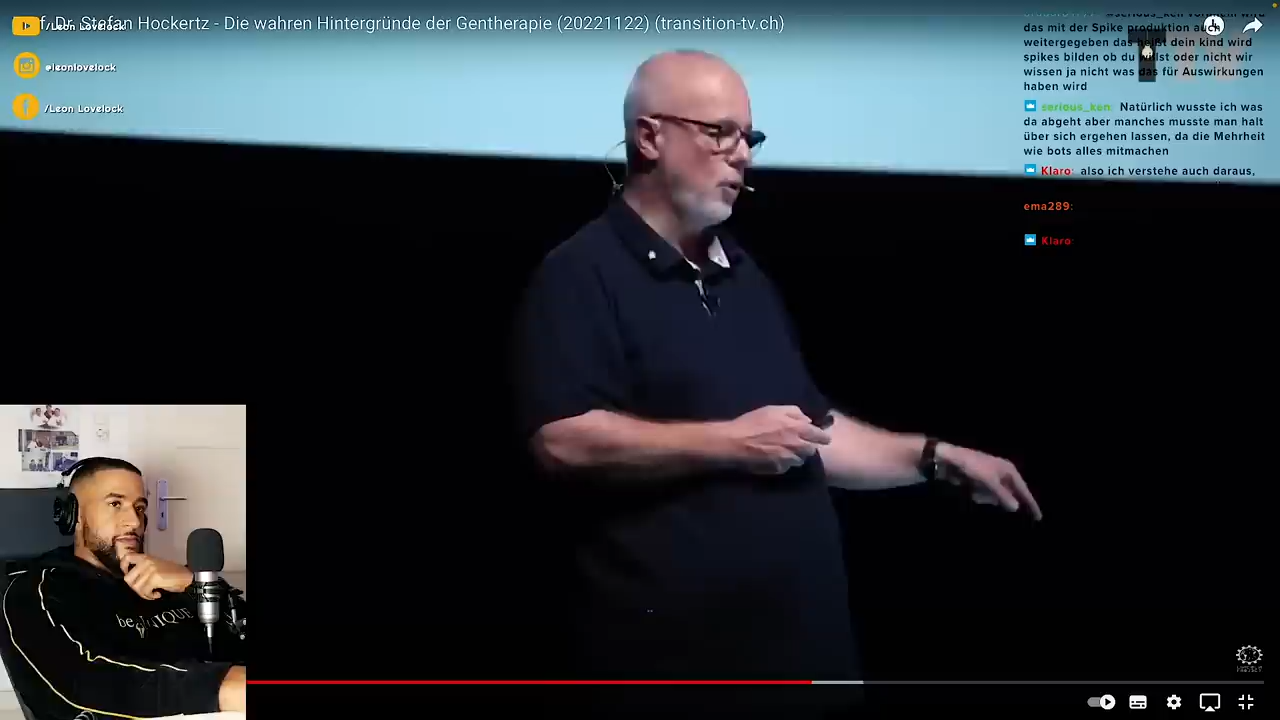 f. Dr. Stefan Hockertz - Die wahren Hintergründe der Gentherapie (20221122) (transition-tv.ch)
/Leon Lovelock
@leonlovelock
/Leon Lovelock
das mit der Spike produktion auch
weitergegeben das heißt dein kind wird
spikes bilden ob du willst oder nicht wir
wissen ja nicht was das für Auswirkungen
haben wird
serious_ken: Natürlich wusste ich was
da abgeht aber manches musste man halt
über sich ergehen lassen, da die Mehrheit
wie bots alles mitmachen
Klaro: also ich verstehe auch daraus,
ema289:
Klaro: